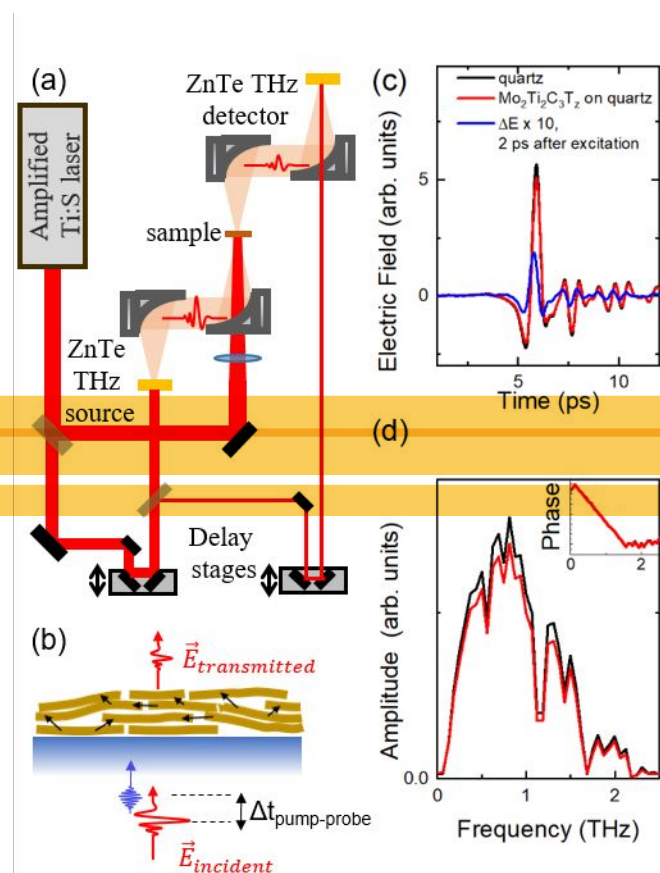 (a)
Amplified
Ti:S laser
ZnTe THz
detector
sample
ZnTe
THz
source
Delay
stages
(b)
E⃗transmitted
Δtpump-probe
E⃗incident
(c)
quartz
Mo₂Ti₂C₃Tz on quartz
ΔE x 10,
2 ps after excitation
Electric Field (arb. units)
5
0
5
10
Time (ps)
(d)
Phase
0
2
Amplitude (arb. units)
0.0
0
1
2
Frequency (THz)